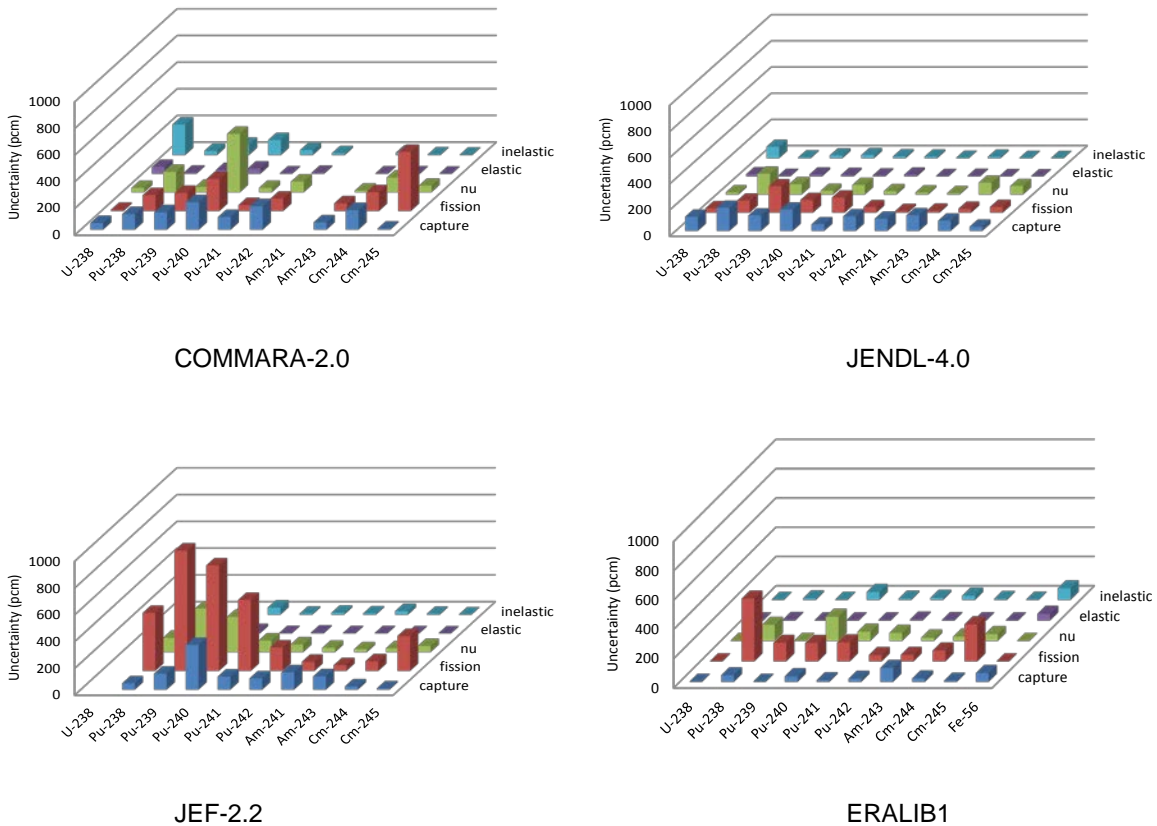 Uncertainty (pcm)
1000
800
600
400
200
0
inelastic
elastic
nu
fission
capture
U-238
Pu-238
Pu-239
Pu-240
Pu-241
Pu-242
Am-241
Am-243
Cm-244
Cm-245
COMMARA-2.0
Uncertainty (pcm)
1000
800
600
400
200
0
inelastic
elastic
nu
fission
capture
U-238
Pu-238
Pu-239
Pu-240
Pu-241
Pu-242
Am-241
Am-243
Cm-244
Cm-245
JENDL-4.0
Uncertainty (pcm)
1000
800
600
400
200
0
inelastic
elastic
nu
fission
capture
U-238
Pu-238
Pu-239
Pu-240
Pu-241
Pu-242
Am-241
Am-243
Cm-244
Cm-245
JEF-2.2
Uncertainty (pcm)
1000
800
600
400
200
0
inelastic
elastic
nu
fission
capture
U-238
Pu-238
Pu-239
Pu-240
Pu-241
Pu-242
Am-243
Cm-244
Cm-245
Fe-56
ERALIB1